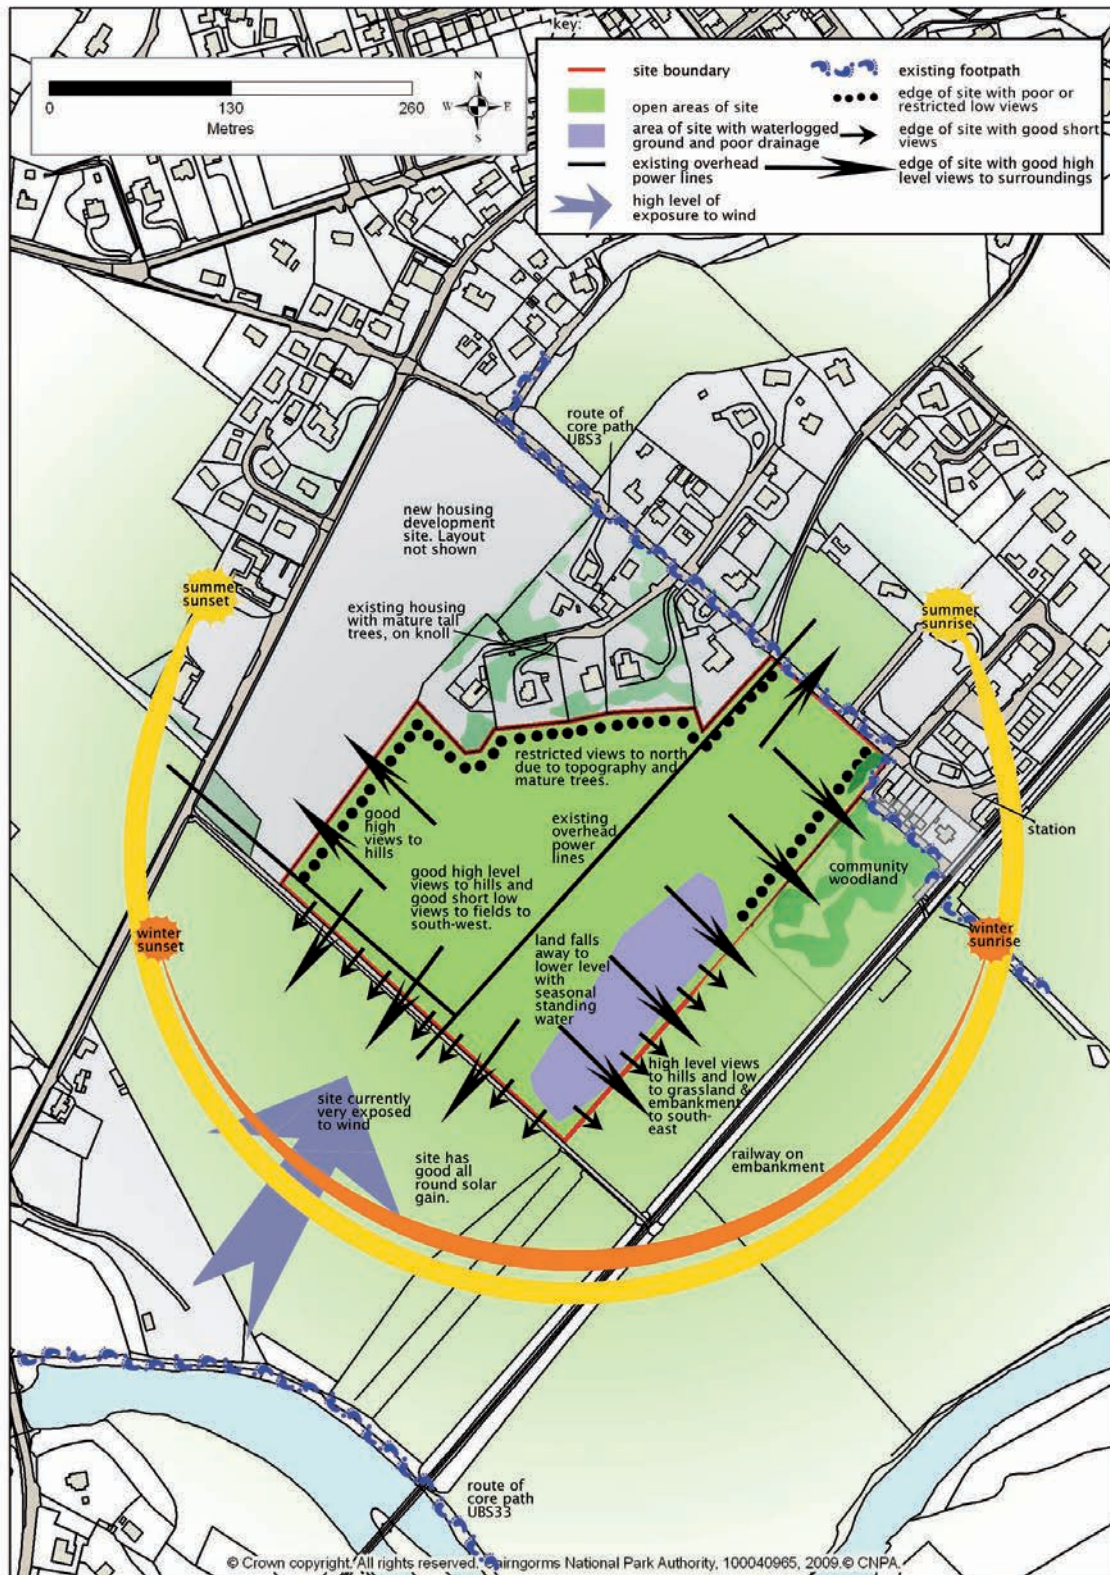 key:
0
130
260
Metres
N
W
E
S
site boundary
open areas of site
area of site with waterlogged
ground and poor drainage
existing overhead
power lines
high level of
exposure to wind
existing footpath
edge of site with poor or
restricted low views
edge of site with good short
views
edge of site with good high
level views to surroundings
route of
core path
UBS3
new housing
development
site. Layout
not shown
summer
sunset
existing housing
with mature tall
trees, on knoll
summer
sunrise
restricted views to north
due to topography and
mature trees.
good
high
views to
hills
existing
overhead
power
lines
station
community
woodland
good high level
views to hills and
good short low
views to fields to
south-west.
winter
sunset
winter
sunrise
land falls
away to
lower level
with
seasonal
standing
water
high level views
to hills and low
to grassland &
embankment
to south-
east
site currently
very exposed
to wind
site has
good all
round solar
gain.
railway on
embankment
route of
core path
UBS33
© Crown copyright. All rights reserved. Cairngorms National Park Authority, 100040965, 2009.© CNPA.